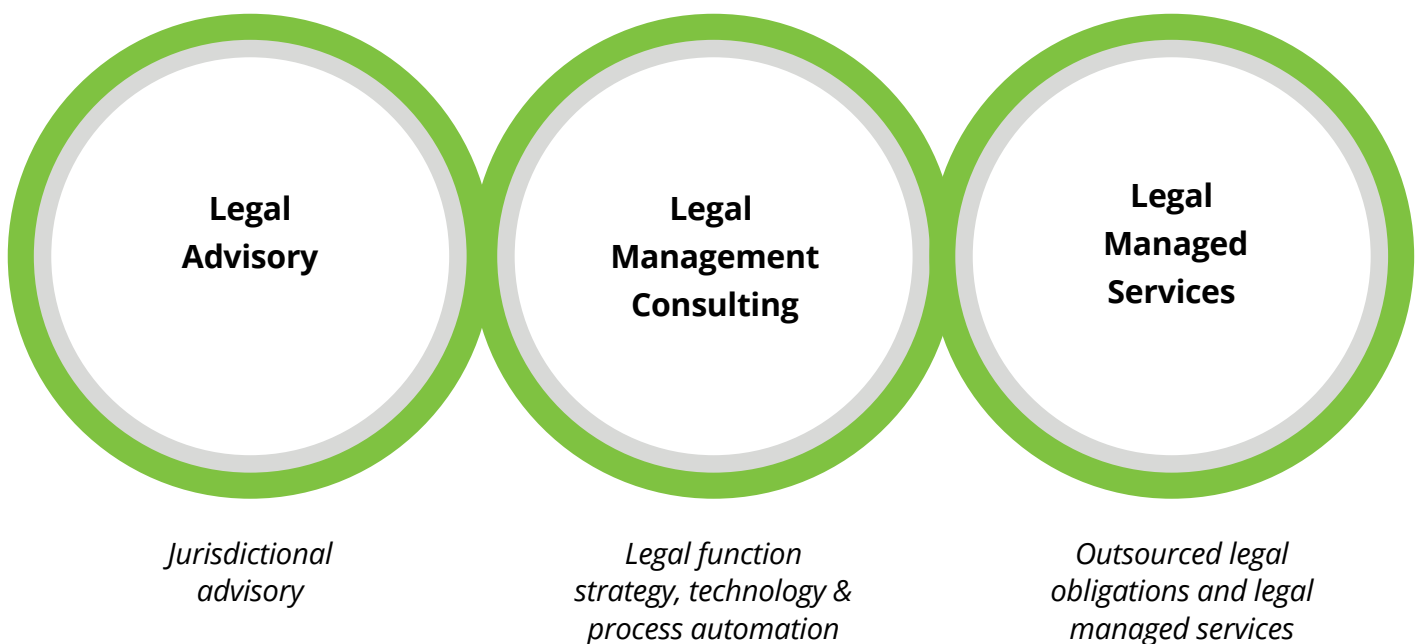 Legal
Advisory
Jurisdictional
advisory
Legal
Management
Consulting
Legal function
strategy, technology &
process automation
Legal
Managed
Services
Outsourced legal
obligations and legal
managed services